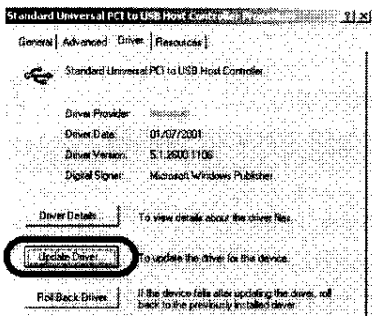 Standard Universal PCI to USB Host Controller
? x
General Advanced Driver Resources
Standard Universal PCI to USB Host Controller
Driver Provider:
Driver Date: 01/07/2001
Driver Version: 5.1.2600.1106
Digital Signer: Microsoft Windows Publisher
Driver Details... To view details about the driver files.
Update Driver... To update the driver for this device.
Roll Back Driver If the device fails after updating the driver, roll
back to the previously installed driver.